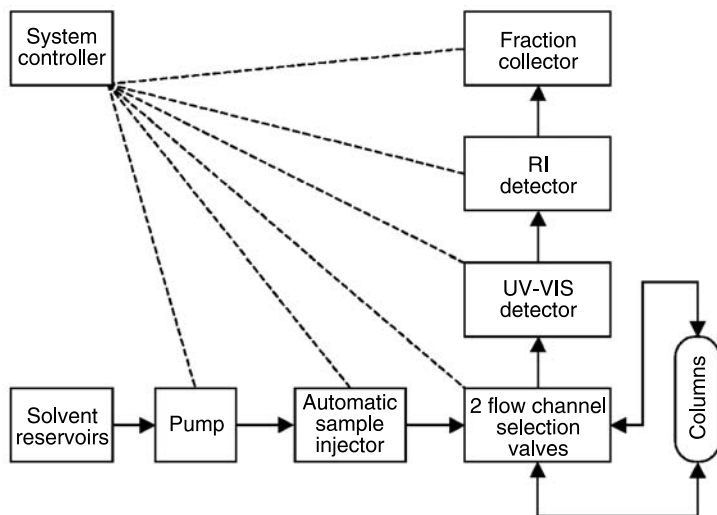 System
controller
Fraction
collector
RI
detector
UV-VIS
detector
Solvent
reservoirs
Pump
Automatic
sample
injector
2 flow channel
selection
valves
Columns